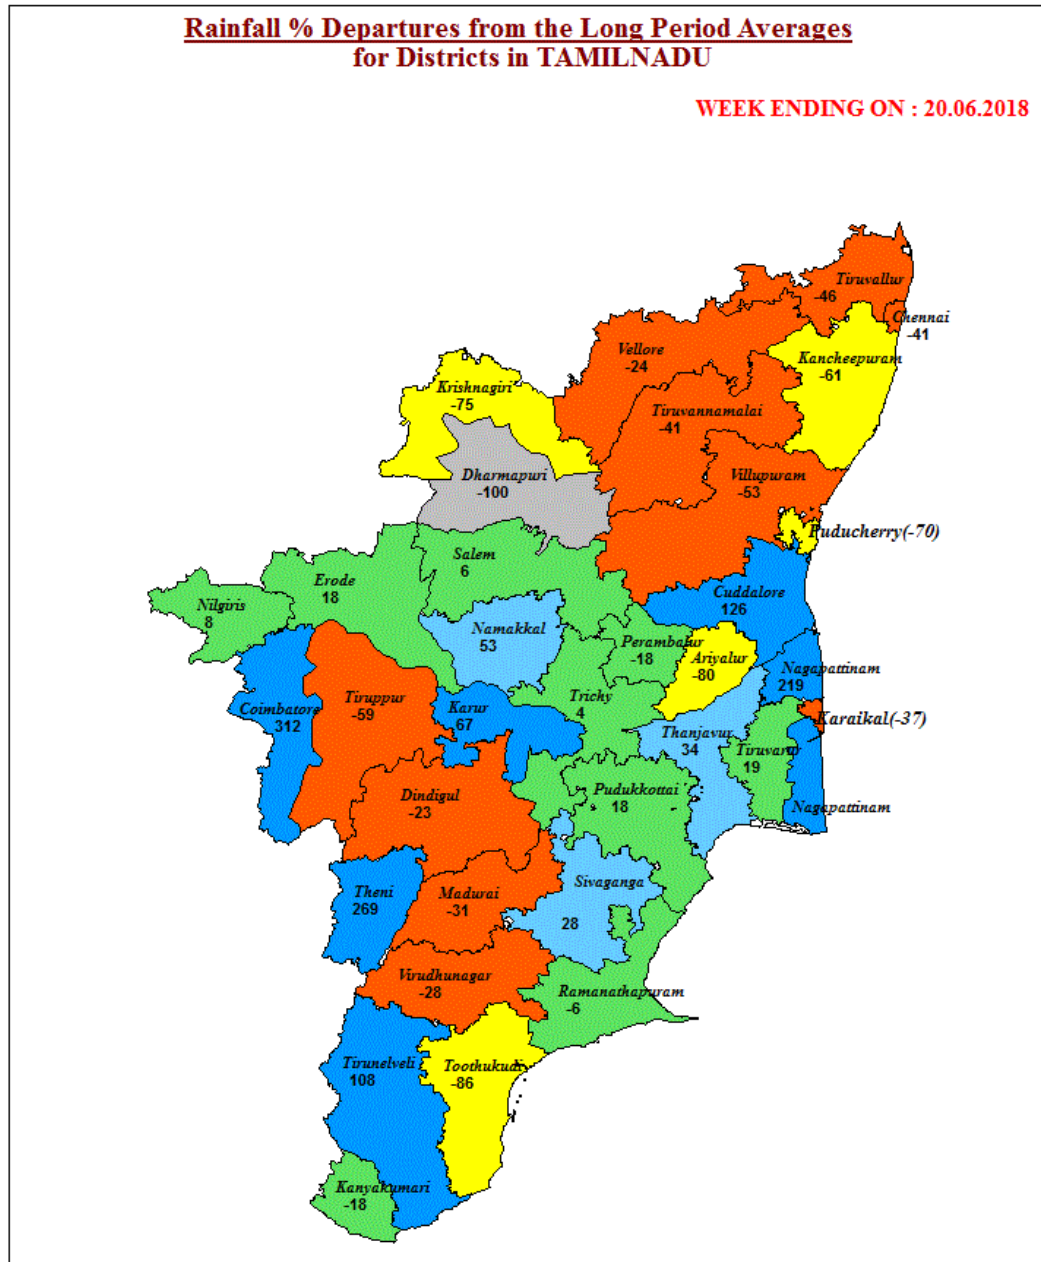 Rainfall % Departures from the Long Period Averages
for Districts in TAMILNADU
WEEK ENDING ON : 20.06.2018
Tiruvallur
-46
Chennai
-41
Vellore
-24
Kancheepuram
-61
Krishnagiri
-75
Tiruvannamalai
-41
Dharmapuri
-100
Villupuram
-53
Puducherry(-70)
Salem
6
Erode
18
Nilgiris
8
Cuddalore
126
Namakkal
53
Perambalur
-18
Ariyalur
-80
Nagapattinam
219
Tiruppur
-59
Coimbatore
312
Karur
67
Trichy
4
Karaikal(-37)
Thanjavur
34
Tiruvarur
19
Dindigul
-23
Pudukkottai
18
Nagapattinam
Theni
269
Madurai
-31
Sivaganga
28
Virudhunagar
-28
Ramanathapuram
-6
Tirunelveli
108
Toothukudi
-86
Kanyakumari
-18